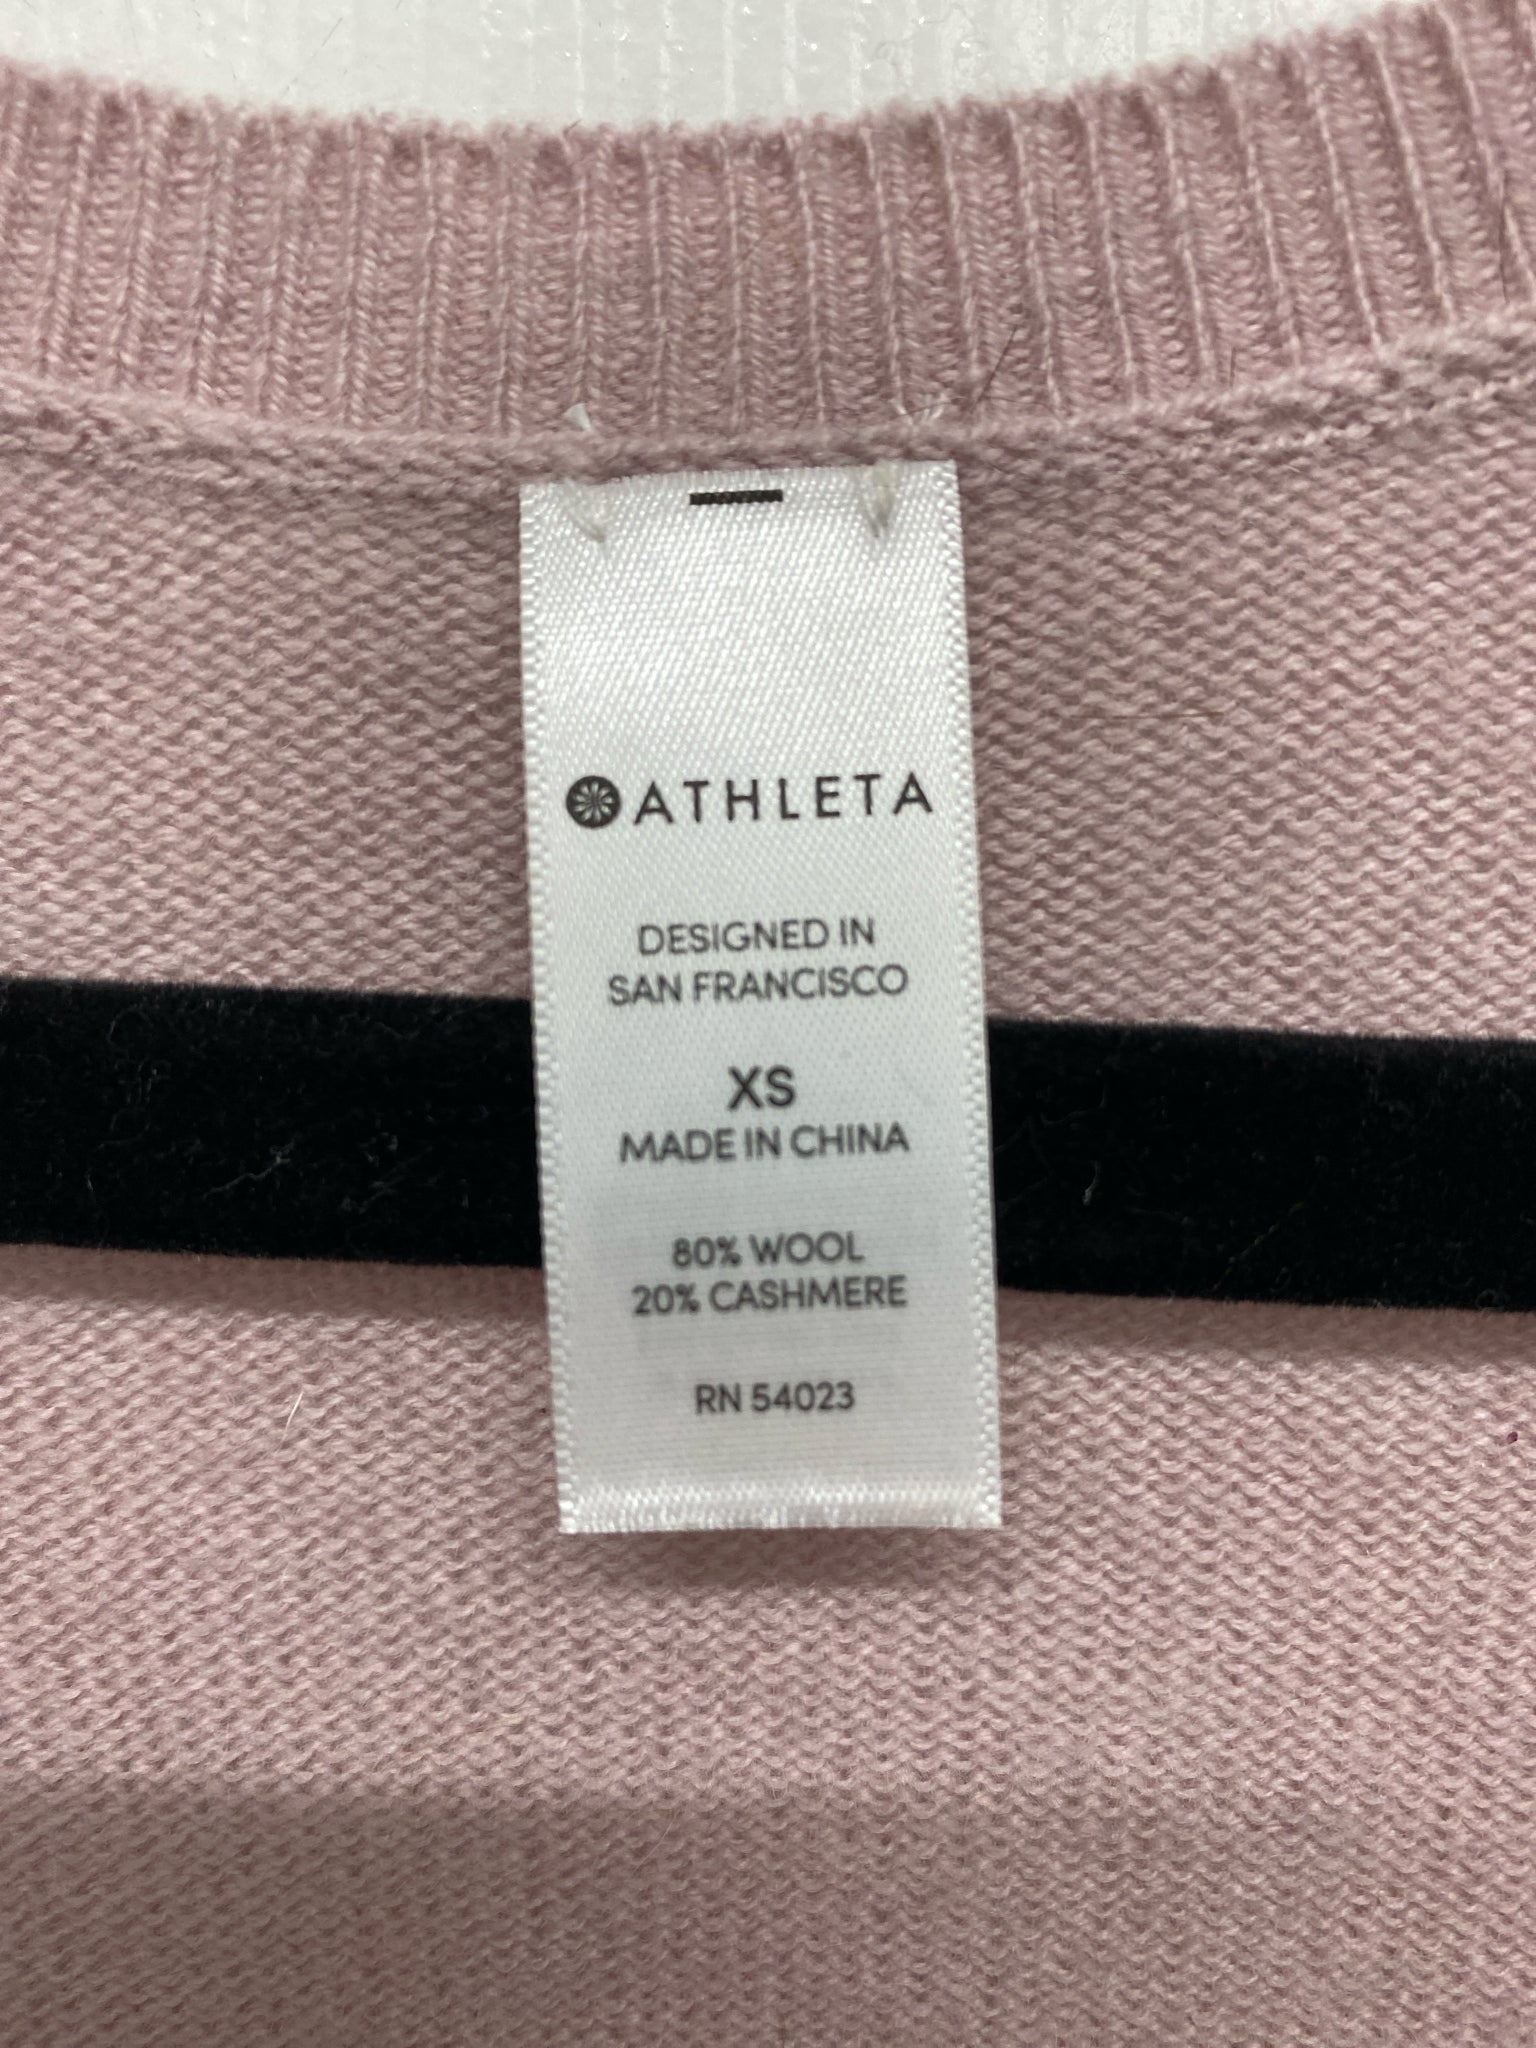 ATHLETA
DESIGNED IN
SAN FRANCISCO
XS
MADE IN CHINA
80% WOOL
20% CASHMERE
RN 54023